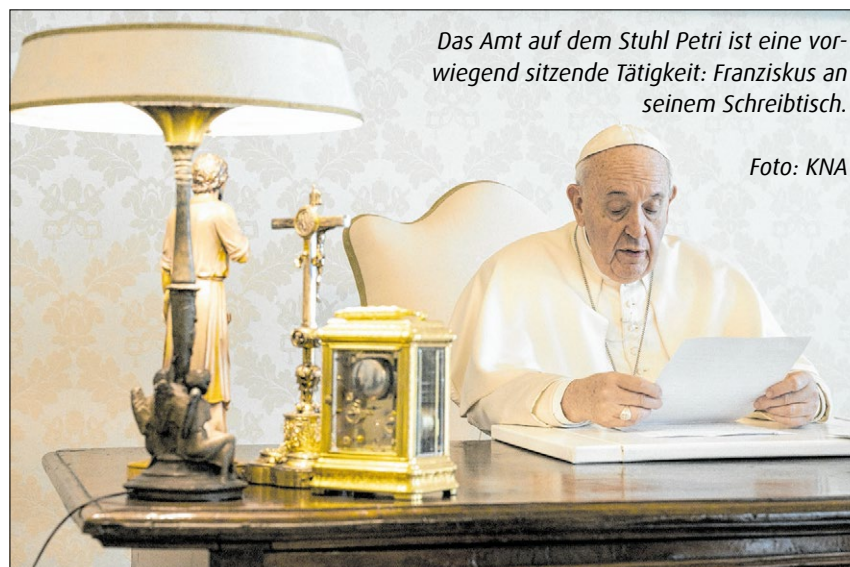 Das Amt auf dem Stuhl Petri ist eine vor-
wiegend sitzende Tätigkeit: Franziskus an
seinem Schreibtisch.
Foto: KNA